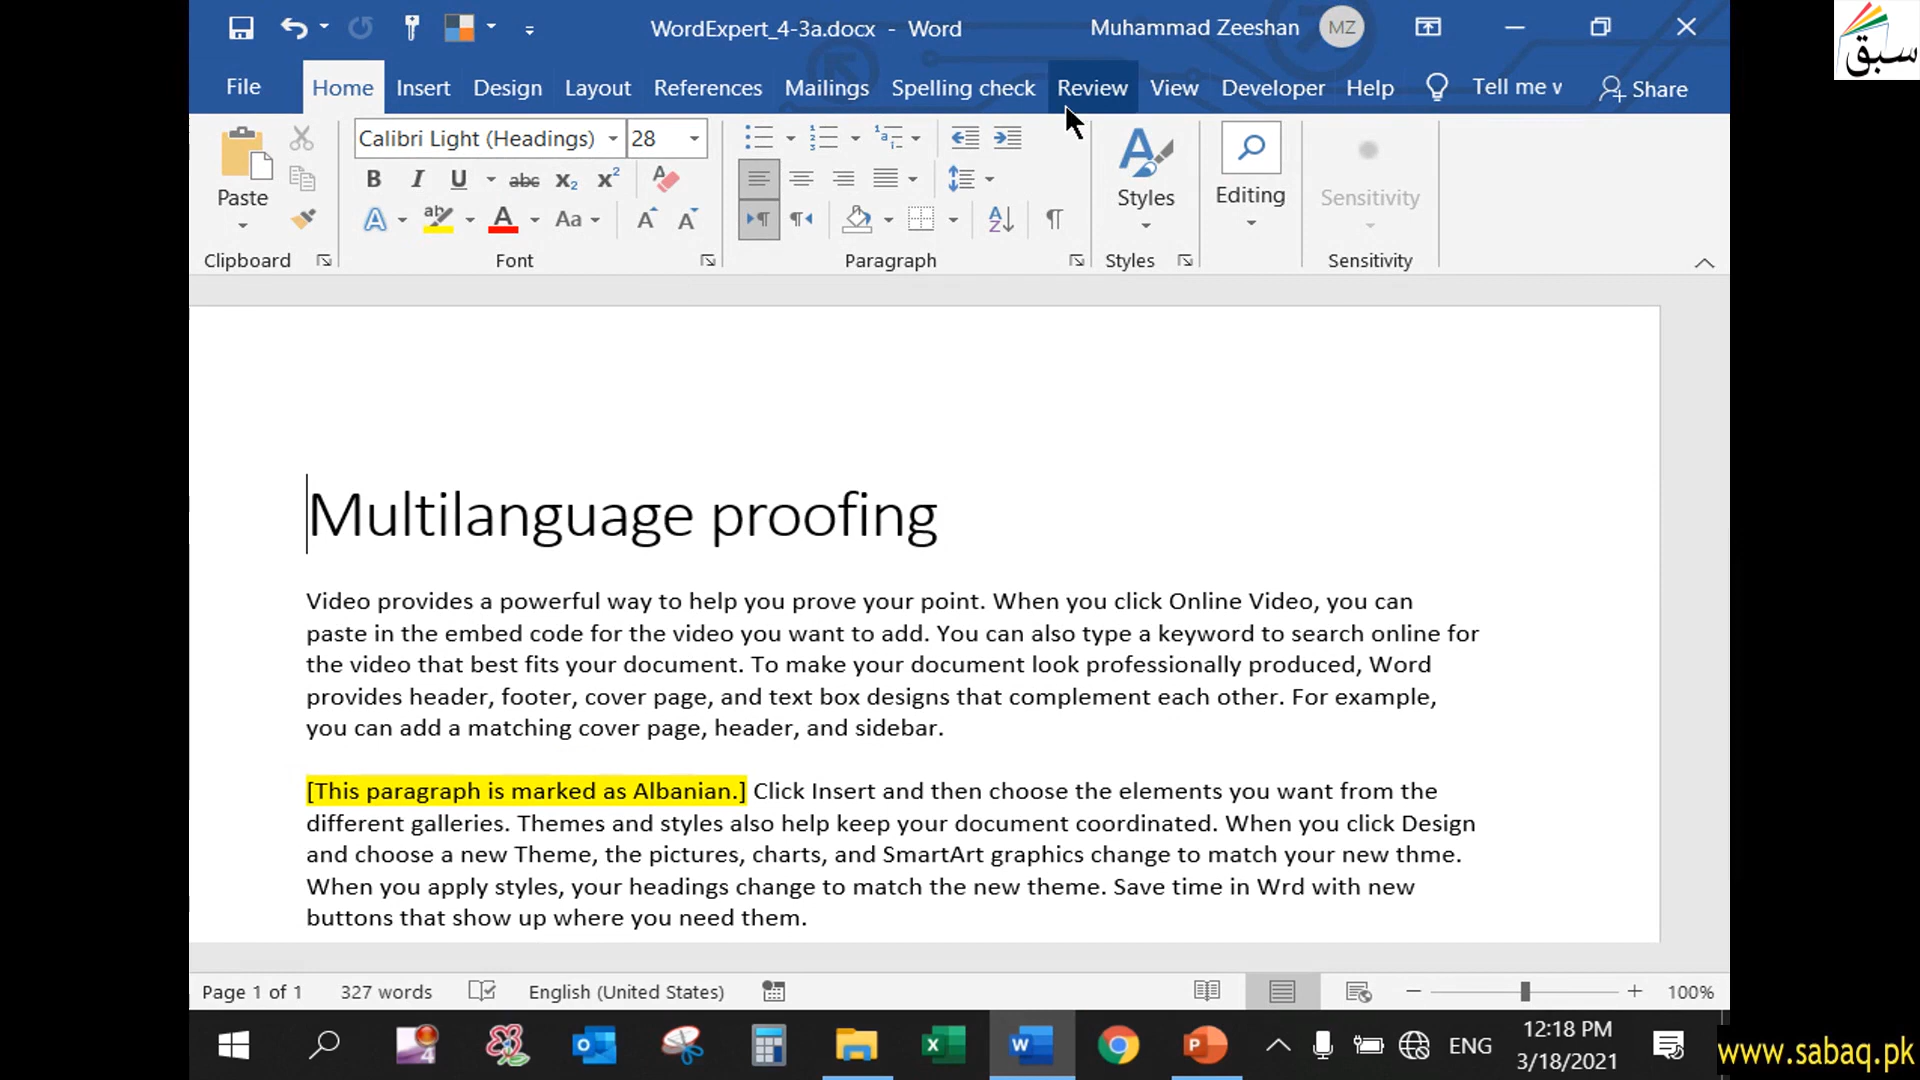 WordExpert_4-3a.docx - Word
Muhammad Zeeshan MZ
سبق
File Home Insert Design Layout References Mailings Spelling check Review View Developer Help Tell me w Share
Calibri Light (Headings) 28
Paste
B I U abc x₂ x²
A ab A Aa A A
A Z ¶
Styles
Editing
Sensitivity
Clipboard Font Paragraph Styles Sensitivity
Multilanguage proofing
Video provides a powerful way to help you prove your point. When you click Online Video, you can
paste in the embed code for the video you want to add. You can also type a keyword to search online for
the video that best fits your document. To make your document look professionally produced, Word
provides header, footer, cover page, and text box designs that complement each other. For example,
you can add a matching cover page, header, and sidebar.
[This paragraph is marked as Albanian.] Click Insert and then choose the elements you want from the
different galleries. Themes and styles also help keep your document coordinated. When you click Design
and choose a new Theme, the pictures, charts, and SmartArt graphics change to match your new thme.
When you apply styles, your headings change to match the new theme. Save time in Wrd with new
buttons that show up where you need them.
Page 1 of 1 327 words English (United States) 100%
ENG
12:18 PM
3/18/2021
www.sabaq.pk